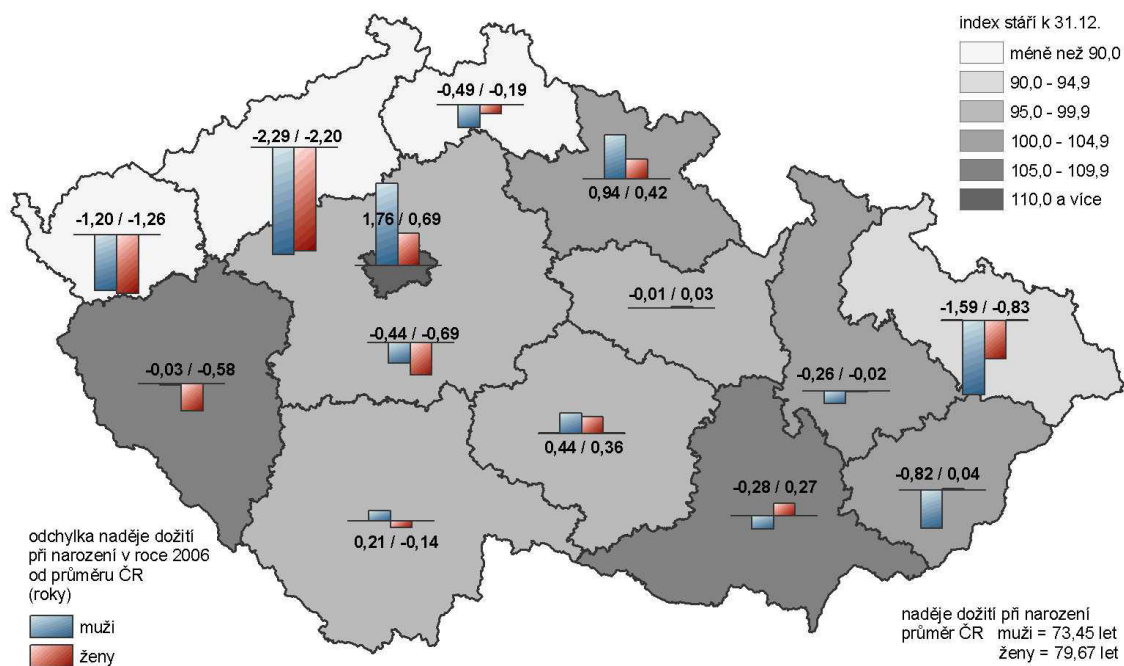 index stáří k 31.12.
méně než 90,0
90,0 - 94,9
95,0 - 99,9
100,0 - 104,9
105,0 - 109,9
110,0 a více
-0,49 / -0,19
-2,29 / -2,20
0,94 / 0,42
-1,20 / -1,26
1,76 / 0,69
-0,01 / 0,03
-1,59 / -0,83
-0,44 / -0,69
-0,03 / -0,58
-0,26 / -0,02
0,44 / 0,36
-0,82 / 0,04
-0,28 / 0,27
0,21 / -0,14
odchylka naděje dožití
při narození v roce 2006
od průměru ČR
(roky)
muži
ženy
naděje dožití při narození
průměr ČR muži = 73,45 let
ženy = 79,67 let